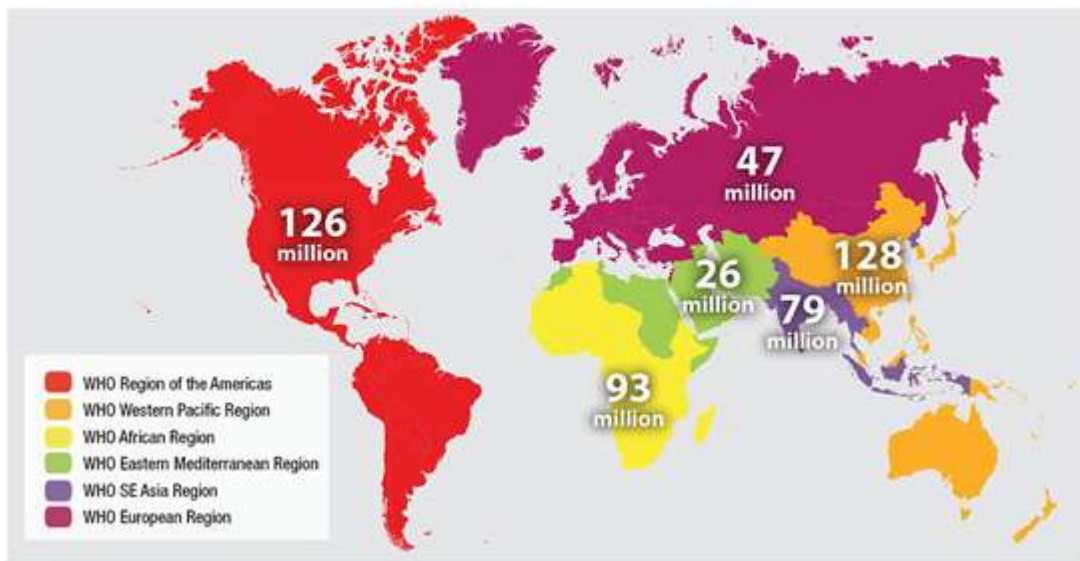 47
million
126
million
128
million
26
million
79
million
93
million
WHO Region of the Americas
WHO Western Pacific Region
WHO African Region
WHO Eastern Mediterranean Region
WHO SE Asia Region
WHO European Region